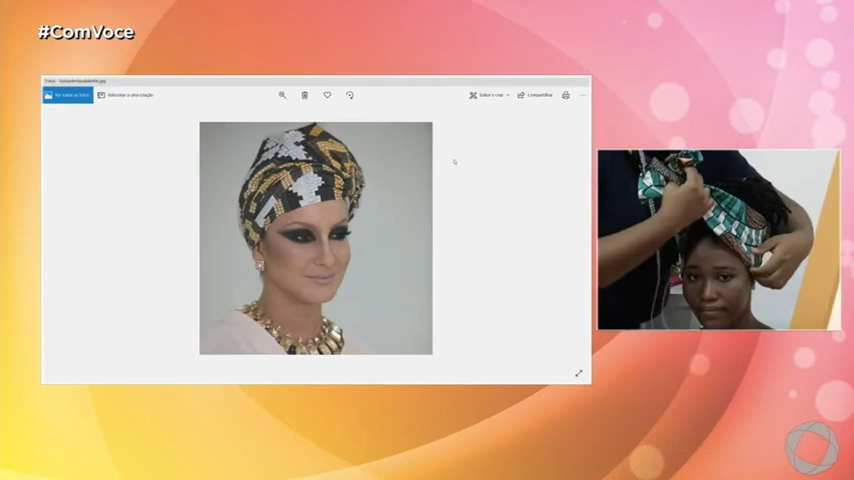 #ComVoce
Ver todas as fotos
Adicionar a uma criação
Editar e criar
Compartilhar